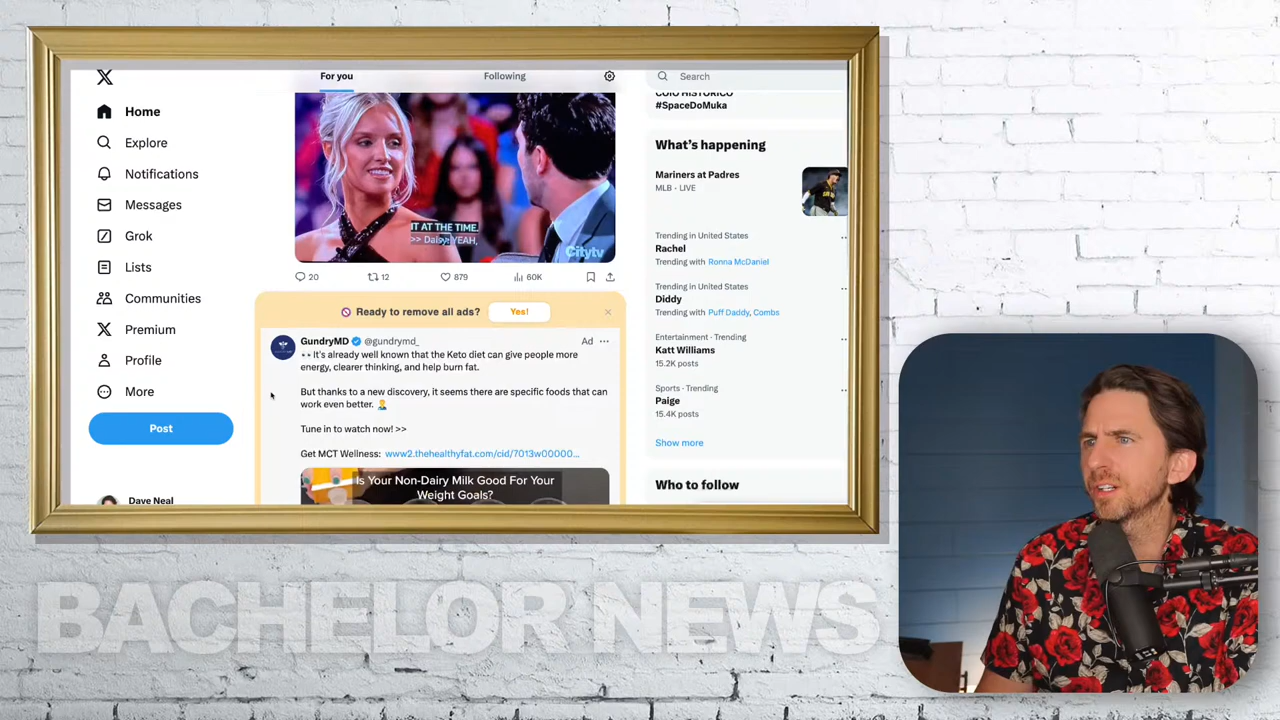 For you
Following
Search
Home
Explore
Notifications
Messages
Grok
Lists
Communities
Premium
Profile
More
Post
Dave Neal
IT AT THE TIME.
>> Daisy YEAH,
Citytv
20
12
879
60K
Ready to remove all ads?
Yes!
GundryMD
@gundrymd_
Ad
It's already well known that the Keto diet can give people more
energy, clearer thinking, and help burn fat.
But thanks to a new discovery, it seems there are specific foods that can
work even better.
Tune in to watch now! >>
Get MCT Wellness: www2.thehealthyfat.com/cid/7013w00000...
Is Your Non-Dairy Milk Good For Your
Weight Goals?
COIO HISTORICO
#SpaceDoMuka
What's happening
Mariners at Padres
MLB · LIVE
Trending in United States
Rachel
Trending with Ronna McDaniel
Trending in United States
Diddy
Trending with Puff Daddy, Combs
Entertainment · Trending
Katt Williams
15.2K posts
Sports · Trending
Paige
15.4K posts
Show more
Who to follow
BACHELOR NEWS